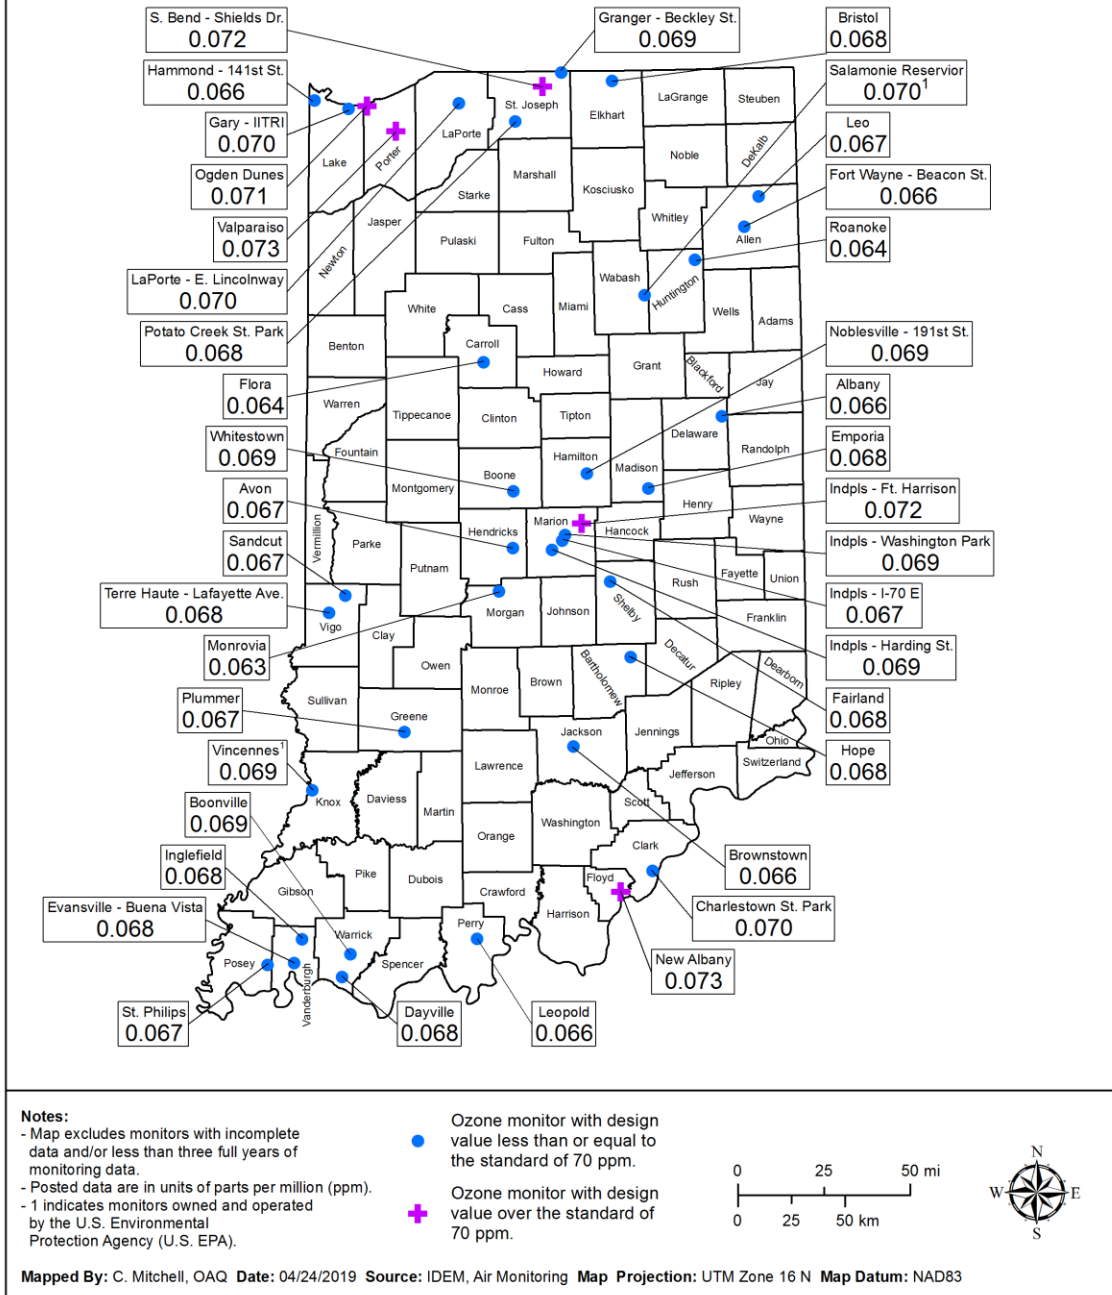 S. Bend - Shields Dr.
0.072
Granger - Beckley St.
0.069
Bristol
0.068
Hammond - 141st St.
0.066
Salamonie Reservior
0.070¹
Gary - IITRI
0.070
Leo
0.067
Ogden Dunes
0.071
Fort Wayne - Beacon St.
0.066
Valparaiso
0.073
Roanoke
0.064
LaPorte - E. Lincolnway
0.070
Potato Creek St. Park
0.068
Noblesville - 191st St.
0.069
Flora
0.064
Albany
0.066
Whitestown
0.069
Emporia
0.068
Avon
0.067
Indpls - Ft. Harrison
0.072
Sandcut
0.067
Indpls - Washington Park
0.069
Terre Haute - Lafayette Ave.
0.068
Indpls - I-70 E
0.067
Monrovia
0.063
Indpls - Harding St.
0.069
Plummer
0.067
Fairland
0.068
Vincennes¹
0.069
Hope
0.068
Boonville
0.069
Inglefield
0.068
Brownstown
0.066
Evansville - Buena Vista
0.068
Charlestown St. Park
0.070
New Albany
0.073
St. Philips
0.067
Dayville
0.068
Leopold
0.066
Lake
Porter
LaPorte
St. Joseph
Elkhart
LaGrange
Steuben
Noble
DeKalb
Starke
Marshall
Kosciusko
Whitley
Allen
Newton
Jasper
Pulaski
Fulton
Wabash
Huntington
Wells
Adams
White
Cass
Miami
Benton
Carroll
Howard
Grant
Blackford
Jay
Warren
Tippecanoe
Clinton
Tipton
Delaware
Randolph
Fountain
Montgomery
Boone
Hamilton
Madison
Henry
Wayne
Vermillion
Parke
Putnam
Hendricks
Marion
Hancock
Rush
Fayette
Union
Vigo
Clay
Owen
Morgan
Johnson
Shelby
Franklin
Decatur
Dearborn
Sullivan
Greene
Monroe
Brown
Bartholomew
Ripley
Jennings
Jackson
Ohio
Switzerland
Jefferson
Knox
Daviess
Martin
Lawrence
Orange
Washington
Scott
Clark
Floyd
Gibson
Pike
Dubois
Crawford
Harrison
Posey
Vanderburgh
Warrick
Spencer
Perry
Notes:
- Map excludes monitors with incomplete
data and/or less than three full years of
monitoring data.
- Posted data are in units of parts per million (ppm).
- 1 indicates monitors owned and operated
by the U.S. Environmental
Protection Agency (U.S. EPA).
Ozone monitor with design
value less than or equal to
the standard of 70 ppm.
Ozone monitor with design
value over the standard of
70 ppm.
0 25 50 mi
0 25 50 km
N
W E
S
Mapped By: C. Mitchell, OAQ Date: 04/24/2019 Source: IDEM, Air Monitoring Map Projection: UTM Zone 16 N Map Datum: NAD83